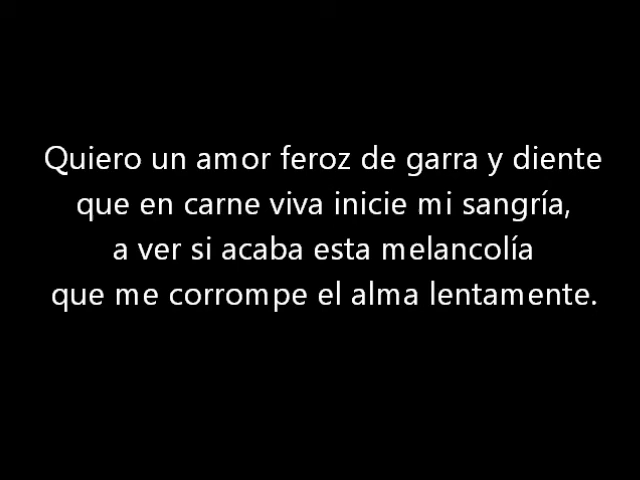 Quiero un amor feroz de garra y diente
que en carne viva inicie mi sangría,
a ver si acaba esta melancolía
que me corrompe el alma lentamente.